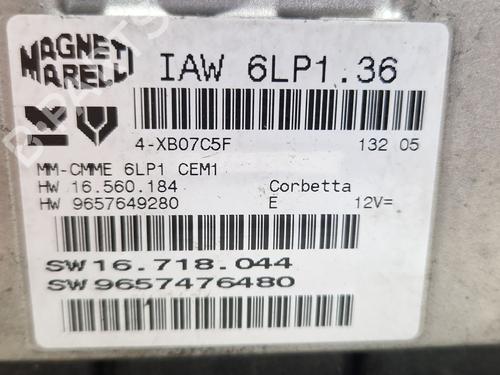 MAGNETI
MARELLI
IAW 6LP1.36
4-XB07C5F 132 05
MM-CMME 6LP1 CEM1
HW 16.560.184 Corbetta
HW 9657649280 E 12V=
SW16.718.044
SW9657476480